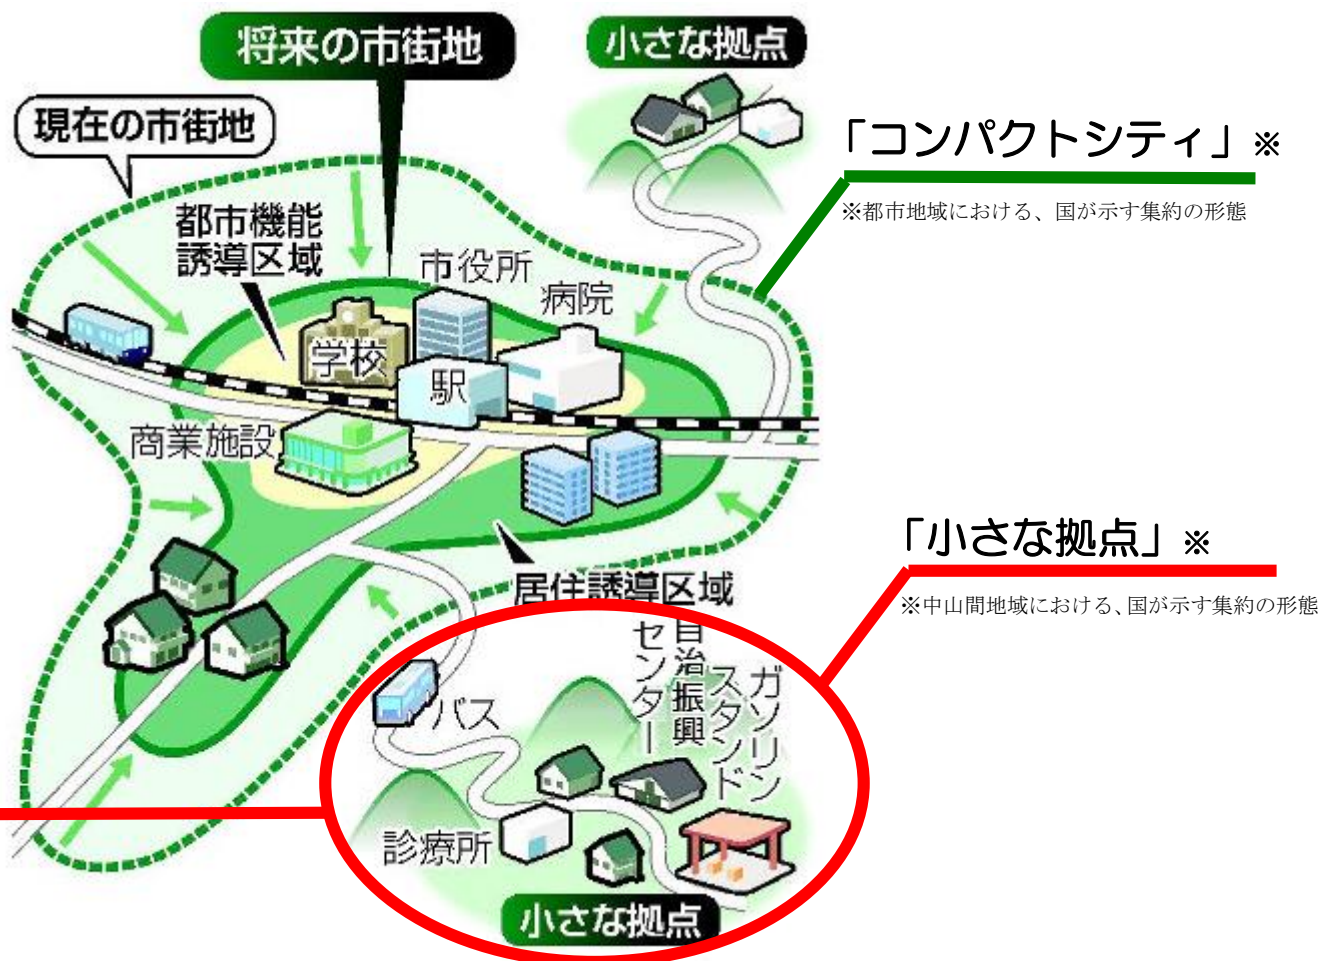 将来の市街地
小さな拠点
現在の市街地
「コンパクトシティ」※
※都市地域における、国が示す集約の形態
都市機能
誘導区域
市役所
病院
学校
駅
商業施設
「小さな拠点」※
※中山間地域における、国が示す集約の形態
居住誘導区域
自治振興
センター
ガソリン
スタンド
バス
診療所
小さな拠点